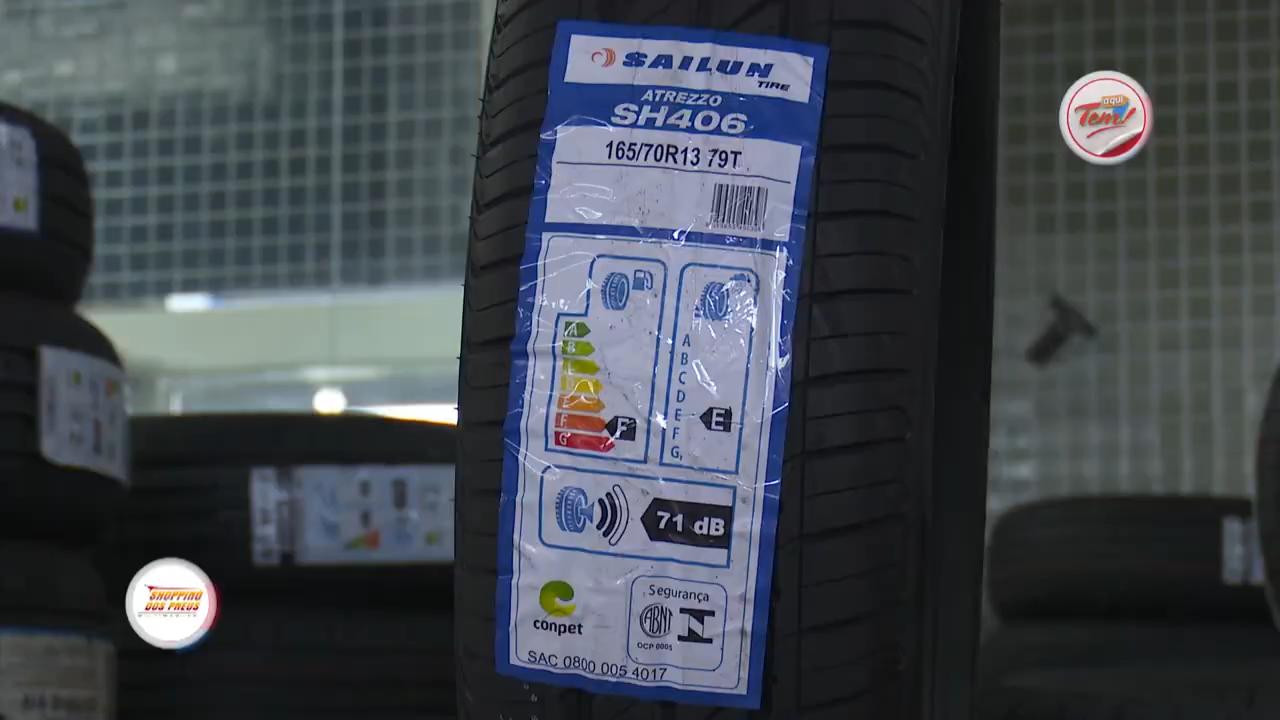 SAILUN
TIRE
ATREZZO
SH406
165/70R13 79T
A
B
E
F
G
F
A
B
C
D
E
F
G
E
71 dB
conpet
Segurança
ABNT
OCP 0005
SAC 0800 005 4017
aqui
Tem!
SHOPPING
DOS PNEUS